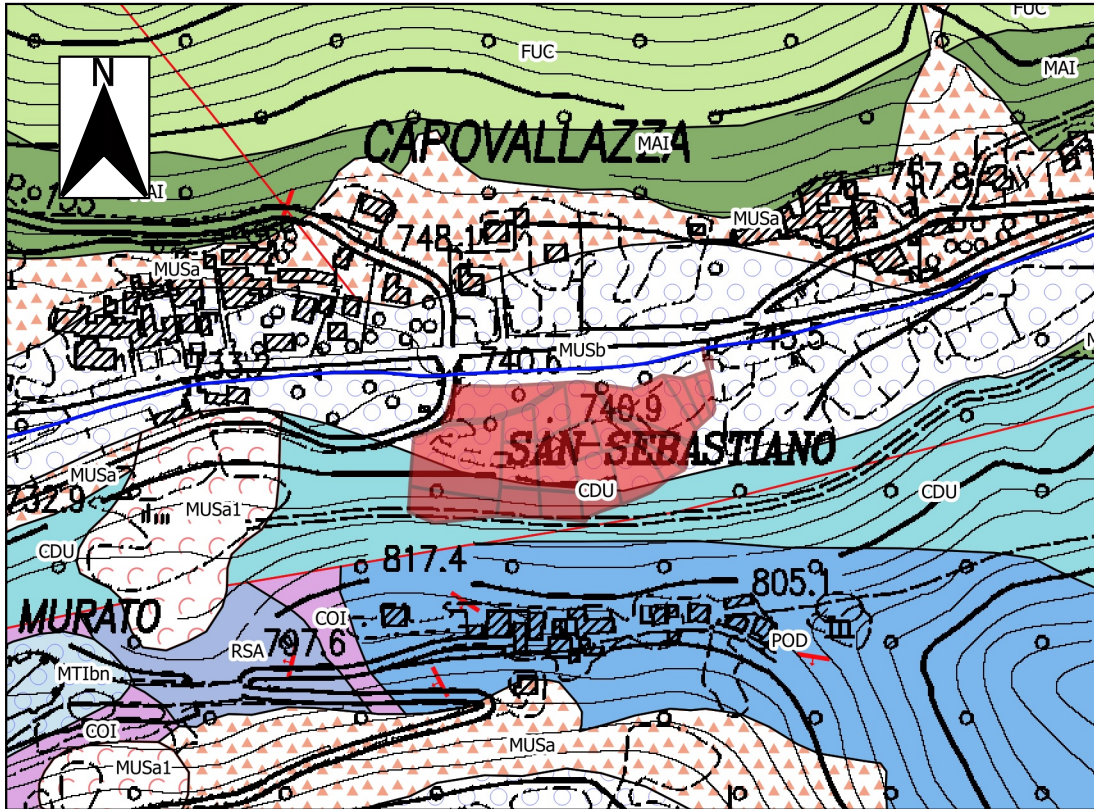 FUC
FUC
MAI
N
CAPOVALLAZZA
MAI
MAI
757.8
MUSa
748.1
MUSa
745.5
MUSb
740.6
733.2
740.9
SAN SEBASTIANO
MUSa
CDU
CDU
732.9
MUSa1
CDU
817.4
805.1
MURATO
COI
797.6
RSA
POD
MTIbn
COI
MUSa
MUSa1